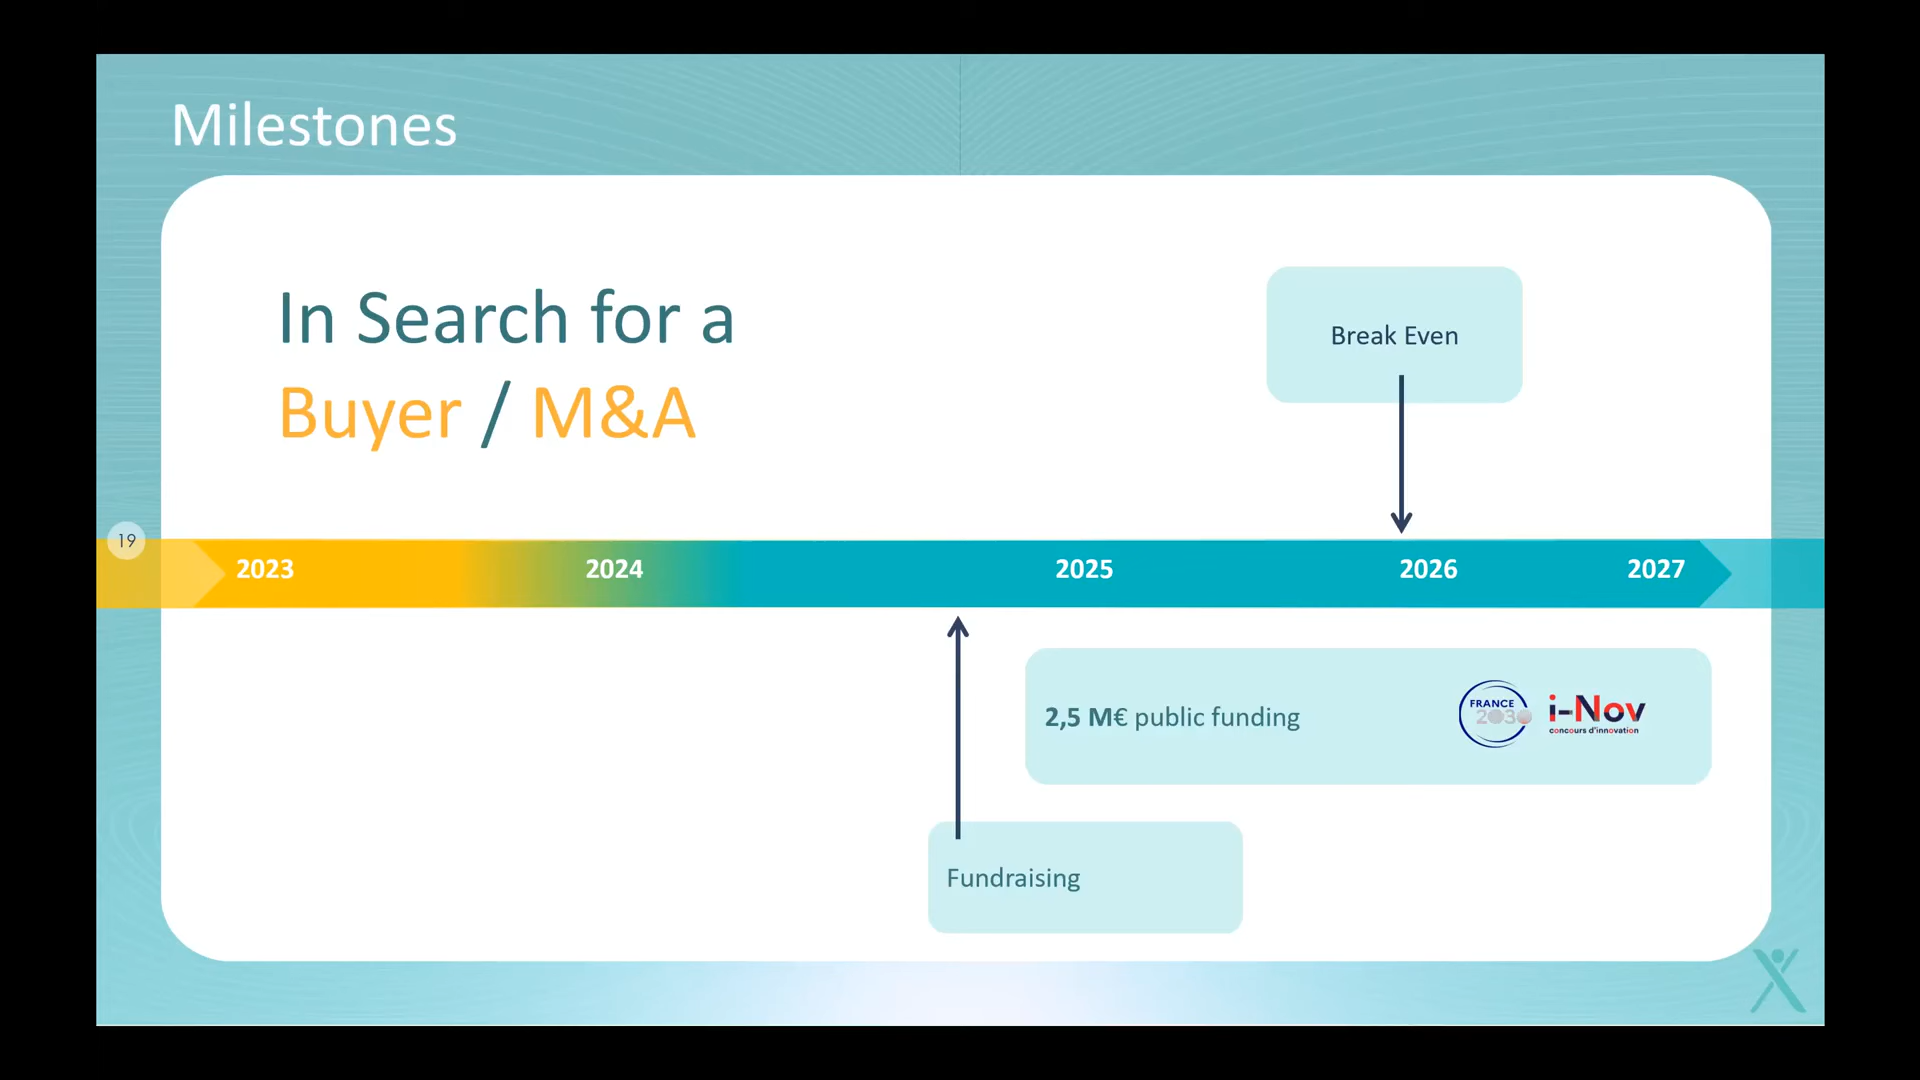 Milestones
In Search for a
Buyer / M&A
Break Even
19
2023
2024
2025
2026
2027
2,5 M€ public funding
FRANCE
2030
i-Nov
concours d'innovation
Fundraising